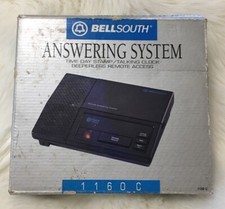 BELLSOUTH
ANSWERING SYSTEM
TIME DAY STAMP/TALKING CLOCK
BEEPERLESS REMOTE ACCESS
1160C